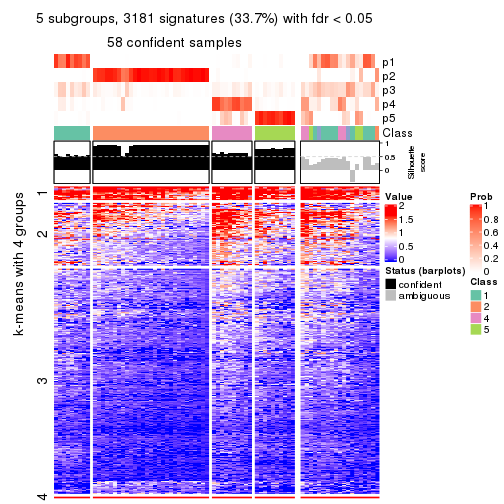 5 subgroups, 3181 signatures (33.7%) with fdr < 0.05
58 confident samples
p1
p2
p3
p4
p5
Class
1
0.5
0
Silhouette
score
k-means with 4 groups
1
2
3
4
Value
2
1.5
1
0.5
0
Status (barplots)
confident
ambiguous
Prob
1
0.8
0.6
0.4
0.2
0
Class
1
2
4
5